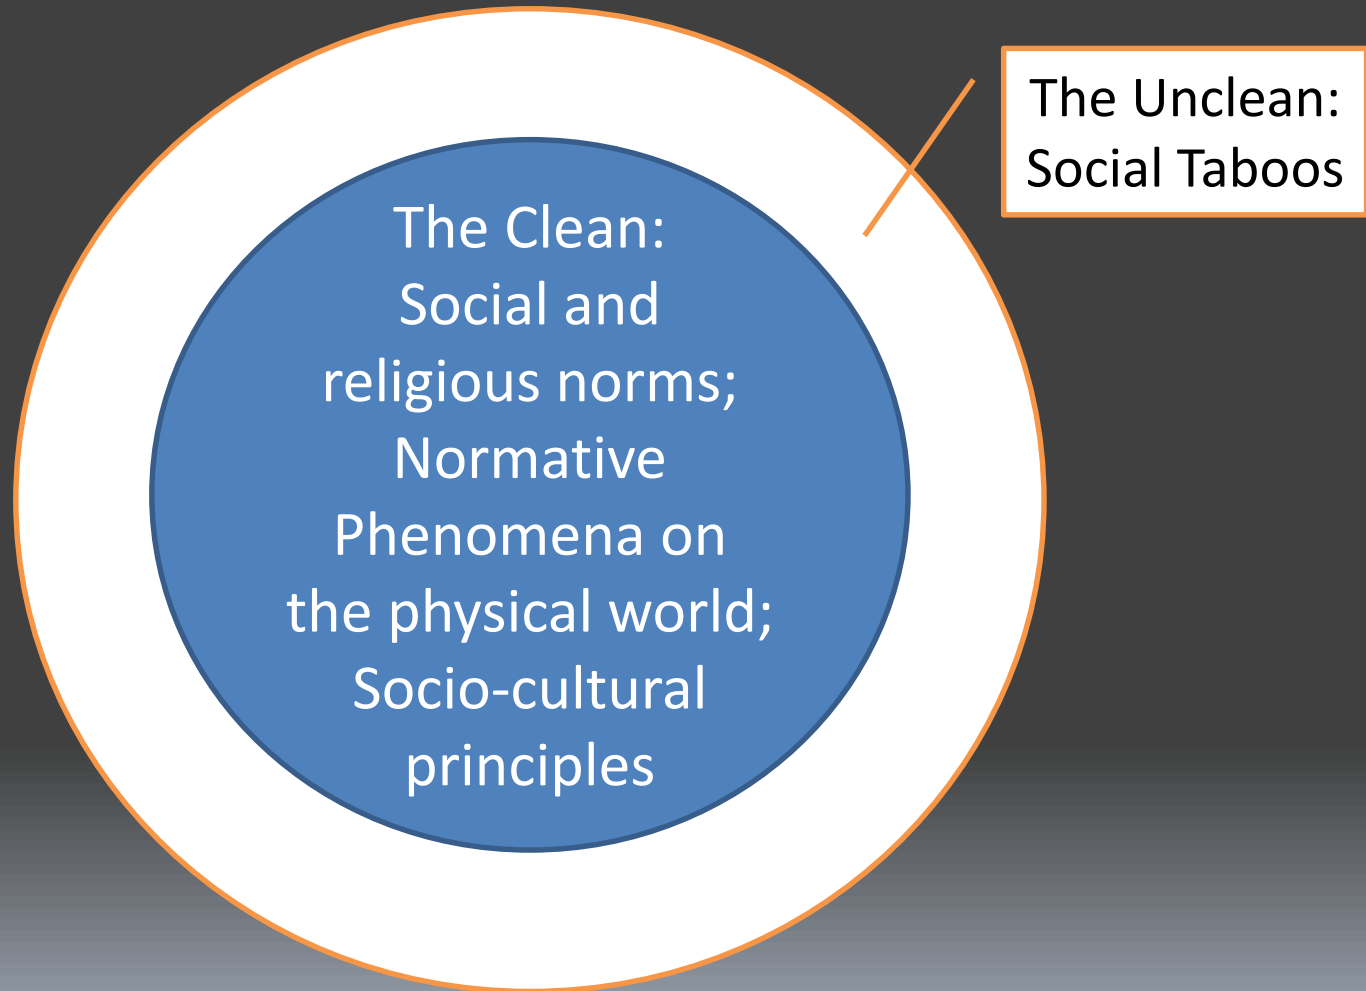 The Unclean:
Social Taboos
The Clean:
Social and
religious norms;
Normative
Phenomena on
the physical world;
Socio-cultural
principles